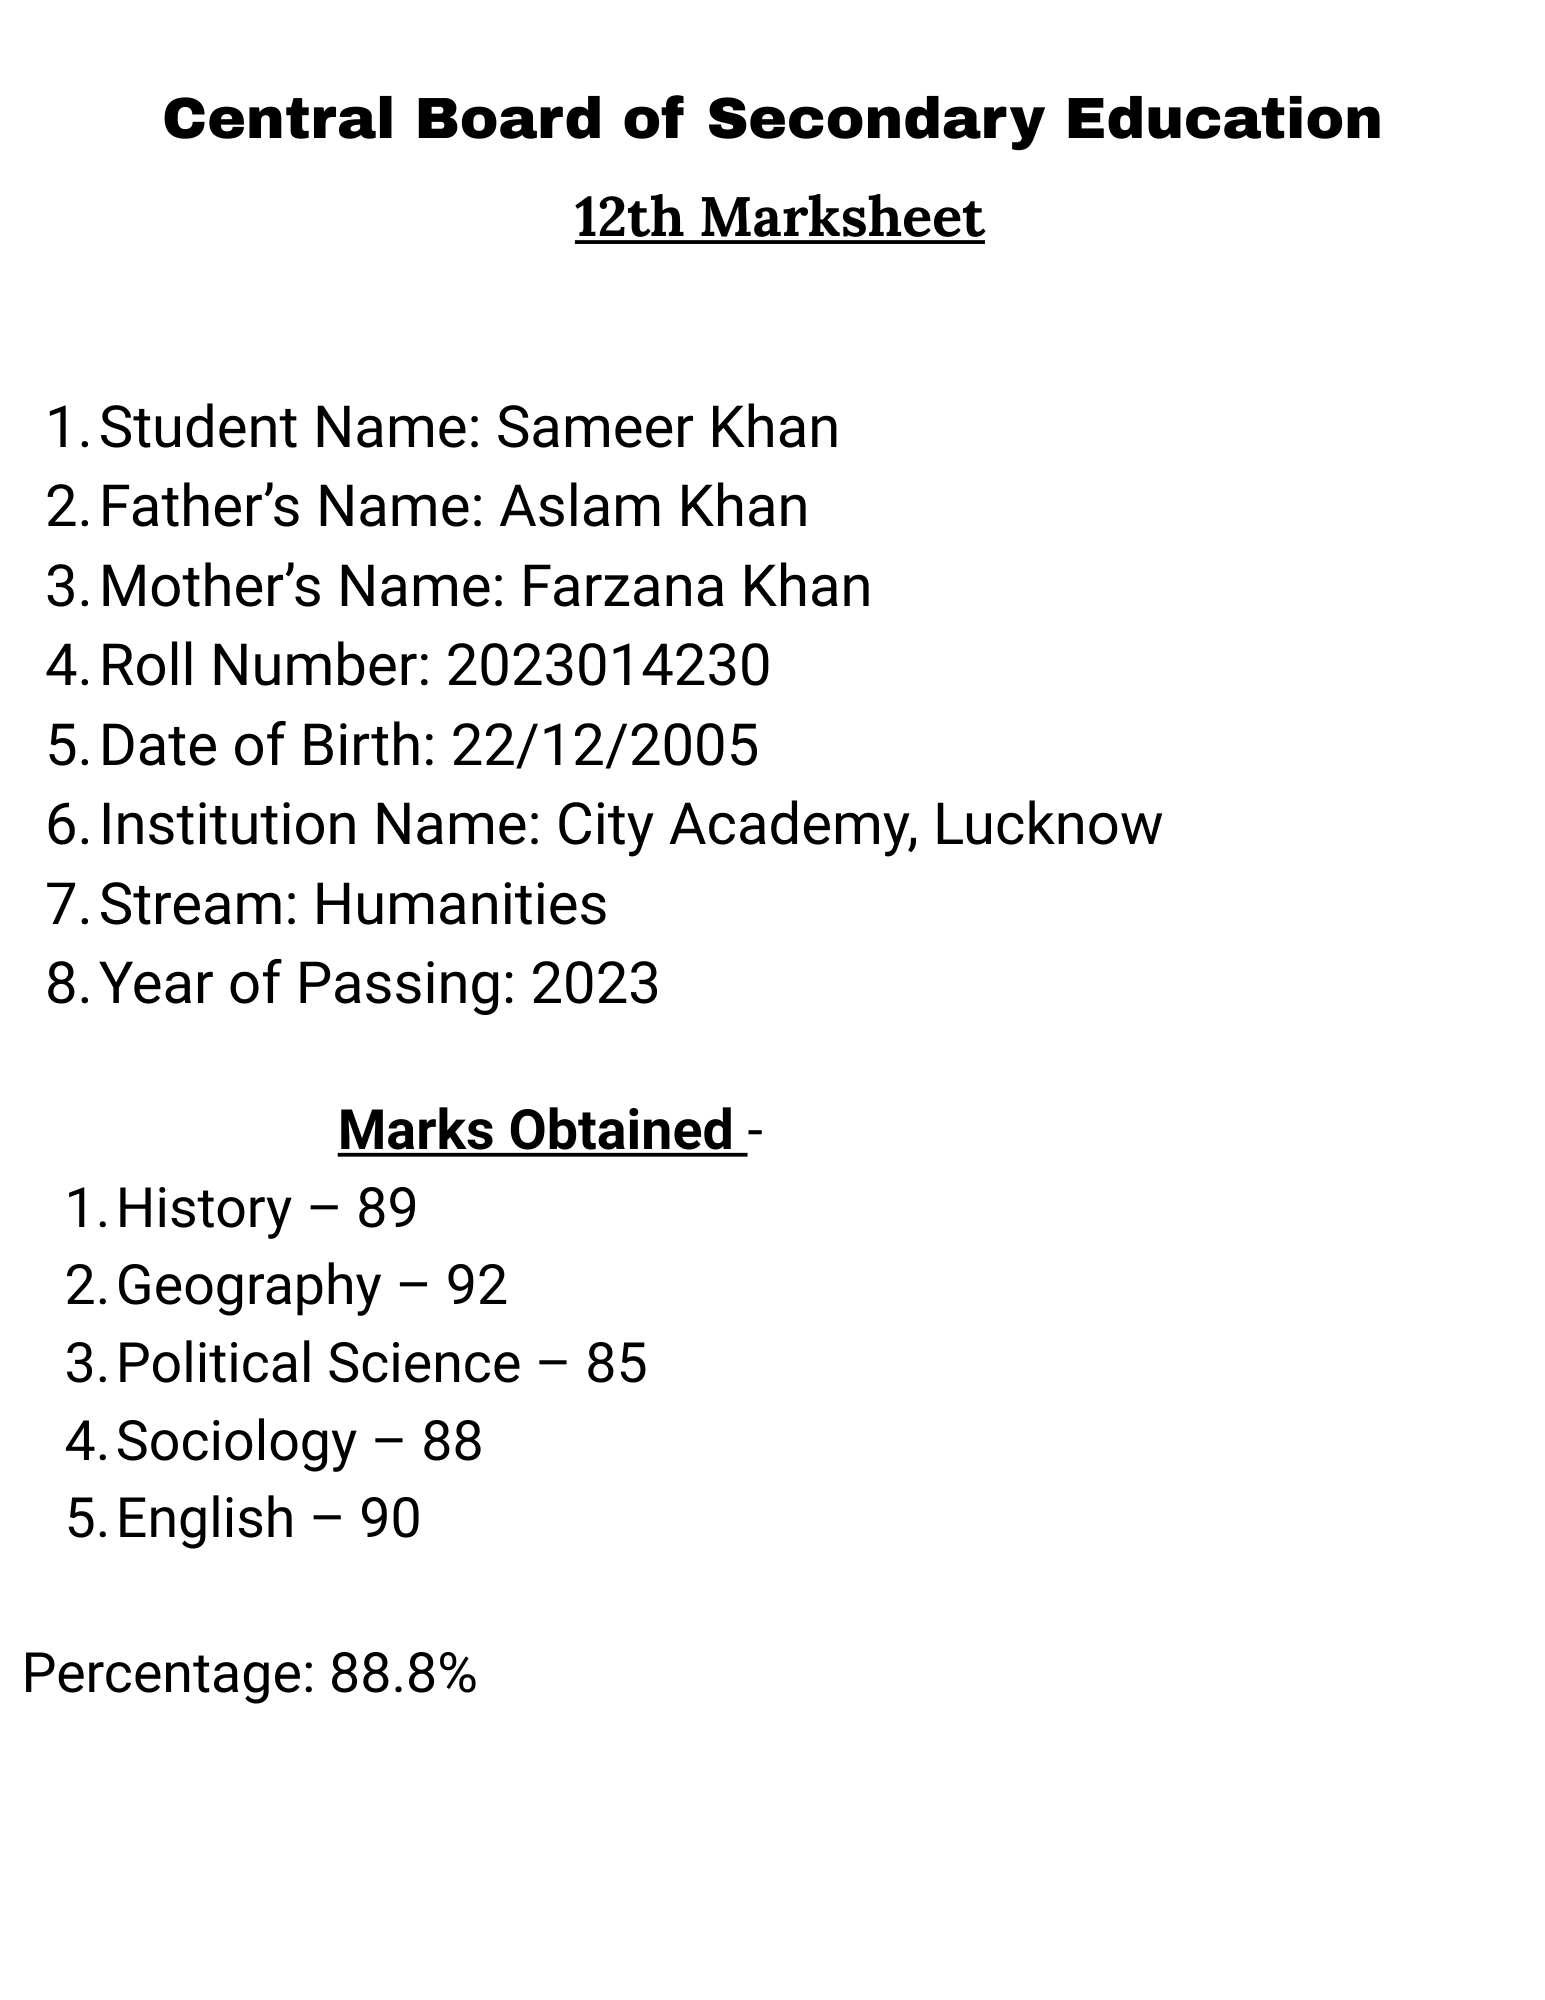 Central Board of Secondary Education
12th Marksheet
1. Student Name: Sameer Khan
2. Father’s Name: Aslam Khan
3. Mother’s Name: Farzana Khan
4. Roll Number: 2023014230
5. Date of Birth: 22/12/2005
6. Institution Name: City Academy, Lucknow
7. Stream: Humanities
8. Year of Passing: 2023
Marks Obtained -
1. History – 89
2. Geography – 92
3. Political Science – 85
4. Sociology – 88
5. English – 90
Percentage: 88.8%